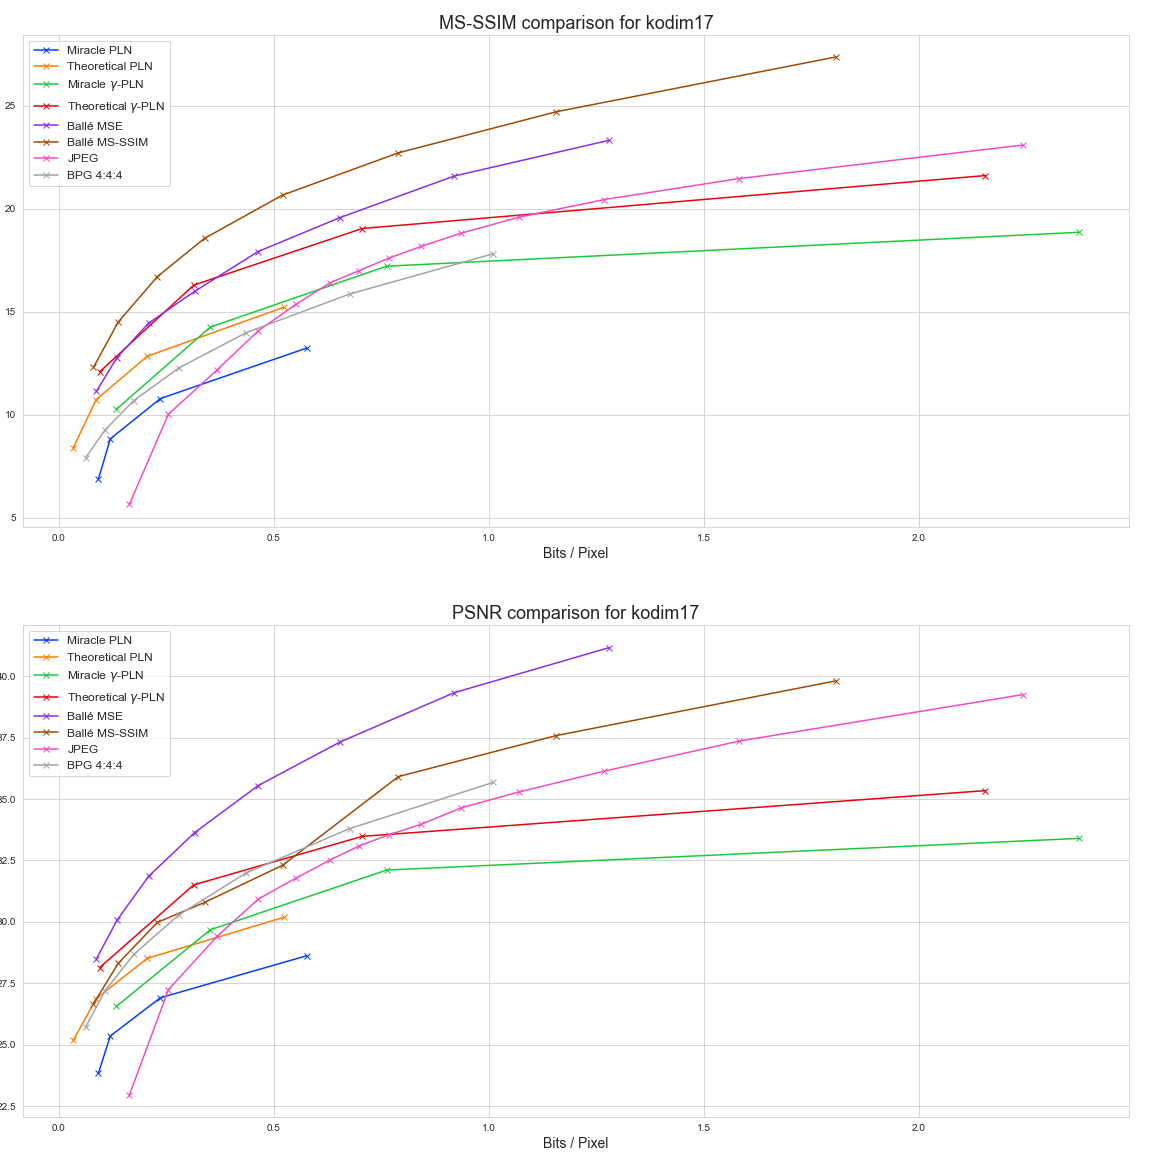 MS-SSIM comparison for kodim17
Miracle PLN
Theoretical PLN
Miracle γ-PLN
Theoretical γ-PLN
Ballé MSE
Ballé MS-SSIM
JPEG
BPG 4:4:4
25
20
15
10
5
0.0 0.5 1.0 1.5 2.0
Bits / Pixel
PSNR comparison for kodim17
Miracle PLN
Theoretical PLN
Miracle γ-PLN
Theoretical γ-PLN
Ballé MSE
Ballé MS-SSIM
JPEG
BPG 4:4:4
40.0
37.5
35.0
32.5
30.0
27.5
25.0
22.5
0.0 0.5 1.0 1.5 2.0
Bits / Pixel